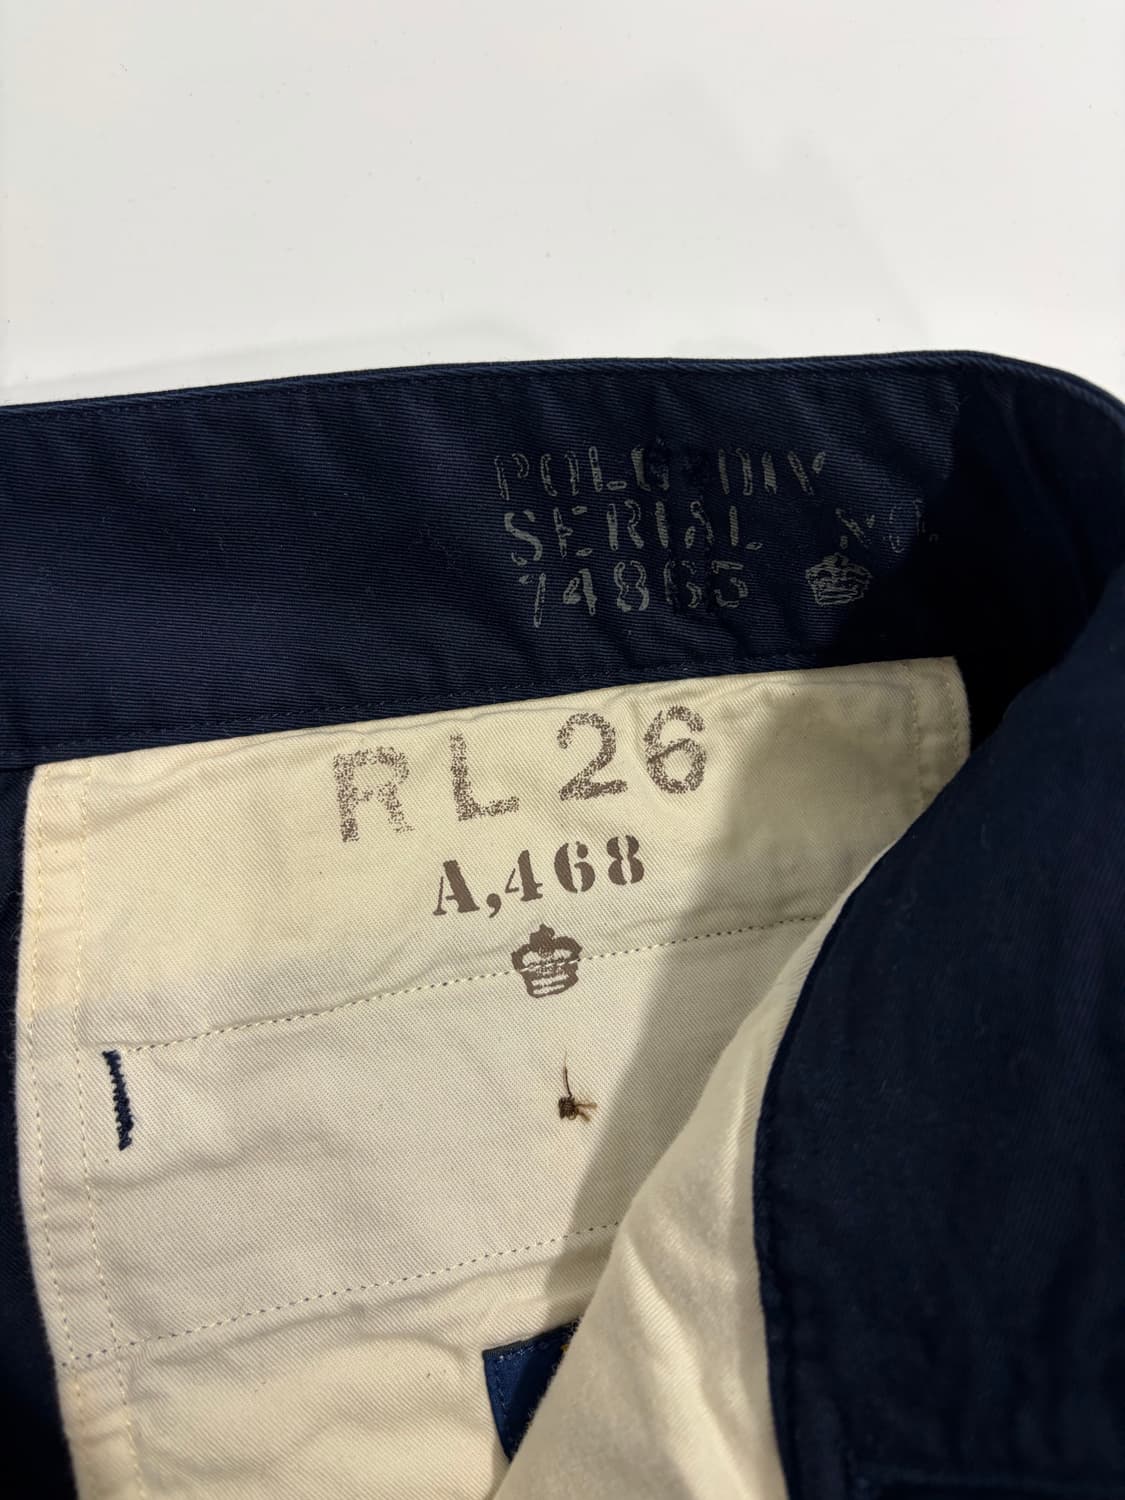 POLO DIV
SERIAL NO.
74865
RL 26
A,468